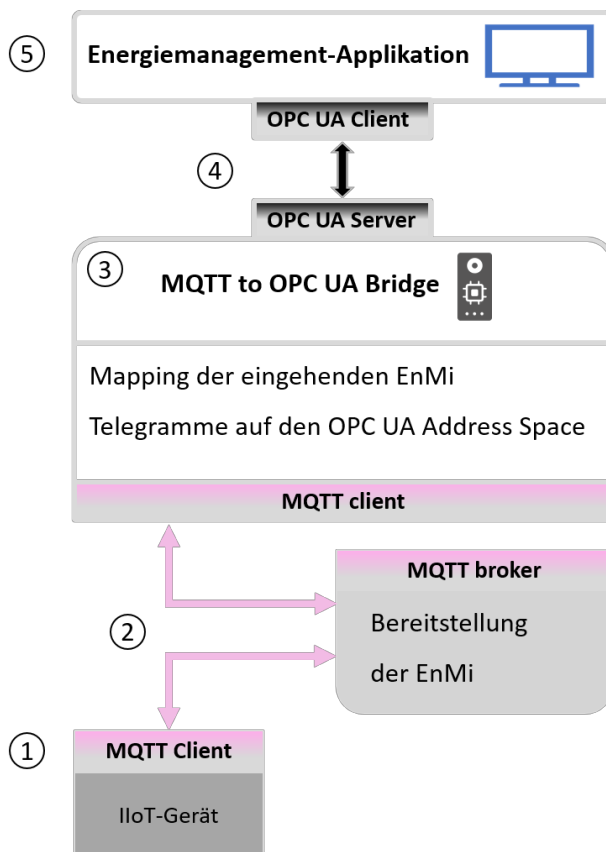 ⑤ Energiemanagement-Applikation
OPC UA Client
④
OPC UA Server
③ MQTT to OPC UA Bridge
Mapping der eingehenden EnMi
Telegramme auf den OPC UA Address Space
MQTT client
MQTT broker
② Bereitstellung
der EnMi
① MQTT Client
IIoT-Gerät